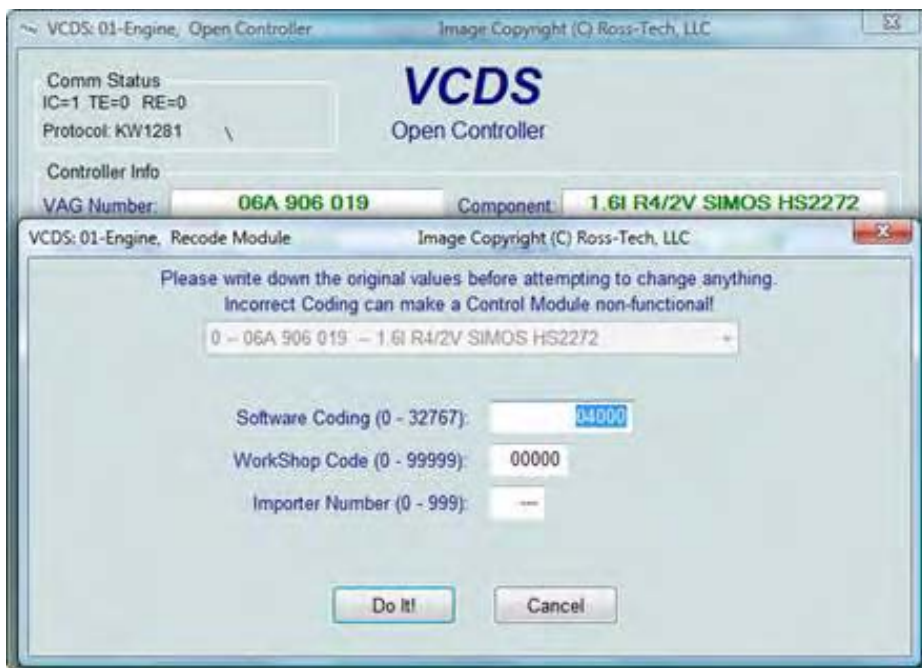 VCDS: 01-Engine, Open Controller Image Copyright (C) Ross-Tech, LLC
Comm Status
IC=1 TE=0 RE=0
Protocol: KW1281 \
VCDS
Open Controller
Controller Info
VAG Number: 06A 906 019 Component: 1.6l R4/2V SIMOS HS2272
VCDS: 01-Engine, Recode Module Image Copyright (C) Ross-Tech, LLC
Please write down the original values before attempting to change anything.
Incorrect Coding can make a Control Module non-functional!
0 -- 06A 906 019 -- 1.6l R4/2V SIMOS HS2272
Software Coding (0 - 32767): 04000
WorkShop Code (0 - 99999): 00000
Importer Number (0 - 999): ---
Do It! Cancel